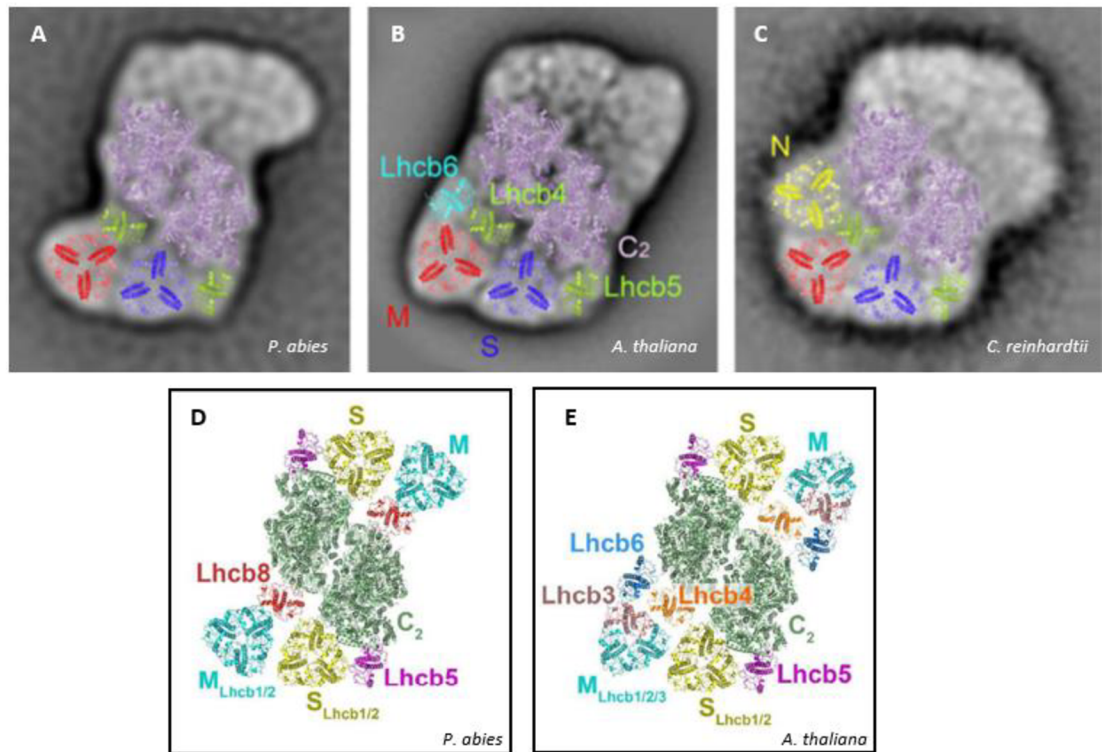 A
P. abies
B
Lhcb6
Lhcb4
C2
Lhcb5
M
S
A. thaliana
C
N
C. reinhardtii
D
S
M
Lhcb8
C2
Lhcb5
MLhcb1/2
SLhcb1/2
P. abies
E
S
M
Lhcb6
Lhcb3
Lhcb4
C2
Lhcb5
MLhcb1/2/3
SLhcb1/2
A. thaliana